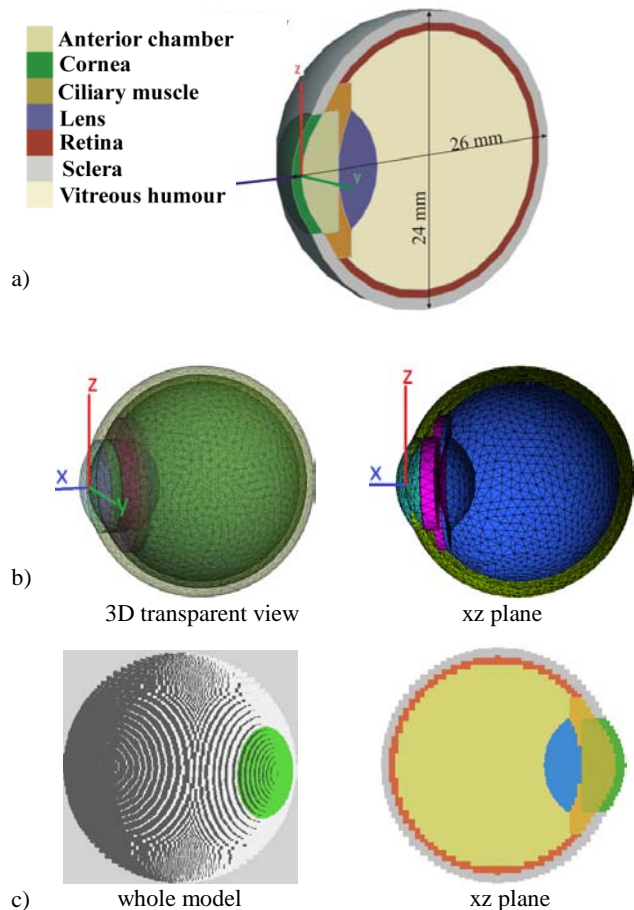 Anterior chamber
Cornea
Ciliary muscle
Lens
Retina
Sclera
Vitreous humour
z
y
26 mm
24 mm
a)
Z
X
Y
Z
X
b)
3D transparent view
xz plane
c)
whole model
xz plane